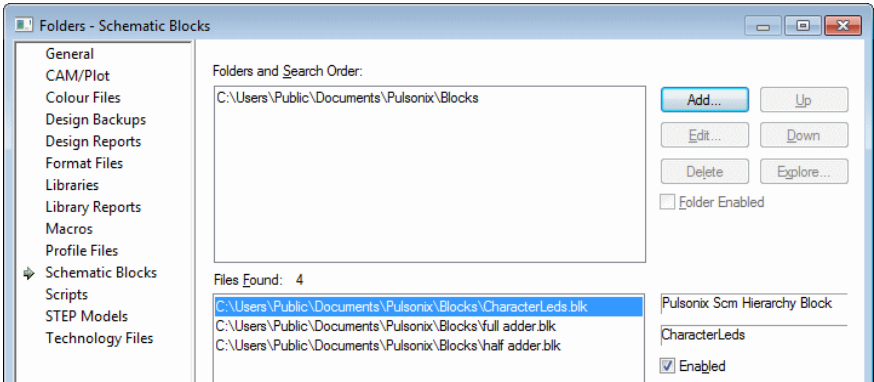 Folders - Schematic Blocks
General
CAM/Plot
Colour Files
Design Backups
Design Reports
Format Files
Libraries
Library Reports
Macros
Profile Files
Schematic Blocks
Scripts
STEP Models
Technology Files
Folders and Search Order:
C:\Users\Public\Documents\Pulsonix\Blocks
Add...
Up
Edit...
Down
Delete
Explore...
Folder Enabled
Files Found: 4
C:\Users\Public\Documents\Pulsonix\Blocks\CharacterLeds.blk
C:\Users\Public\Documents\Pulsonix\Blocks\full adder.blk
C:\Users\Public\Documents\Pulsonix\Blocks\half adder.blk
Pulsonix Scm Hierarchy Block
CharacterLeds
Enabled